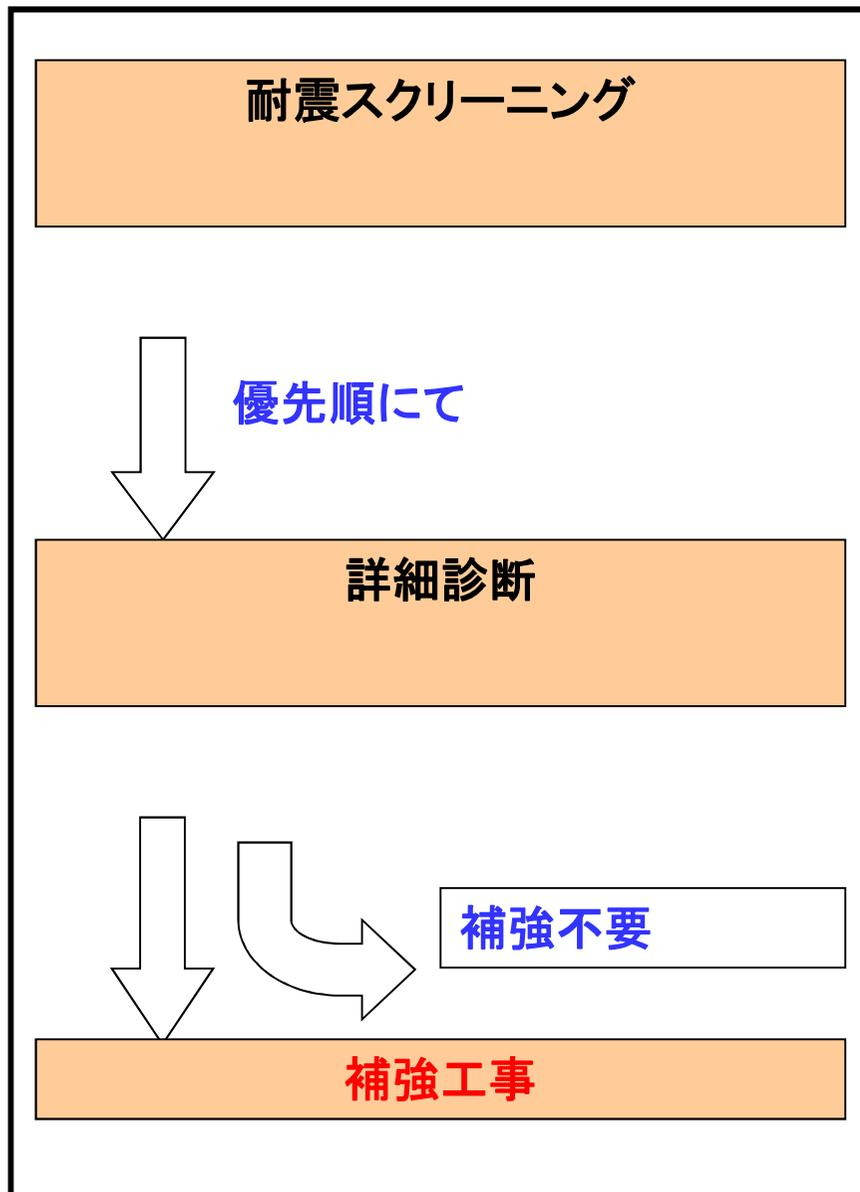 耐震スクリーニング
優先順にて
詳細診断
補強不要
補強工事